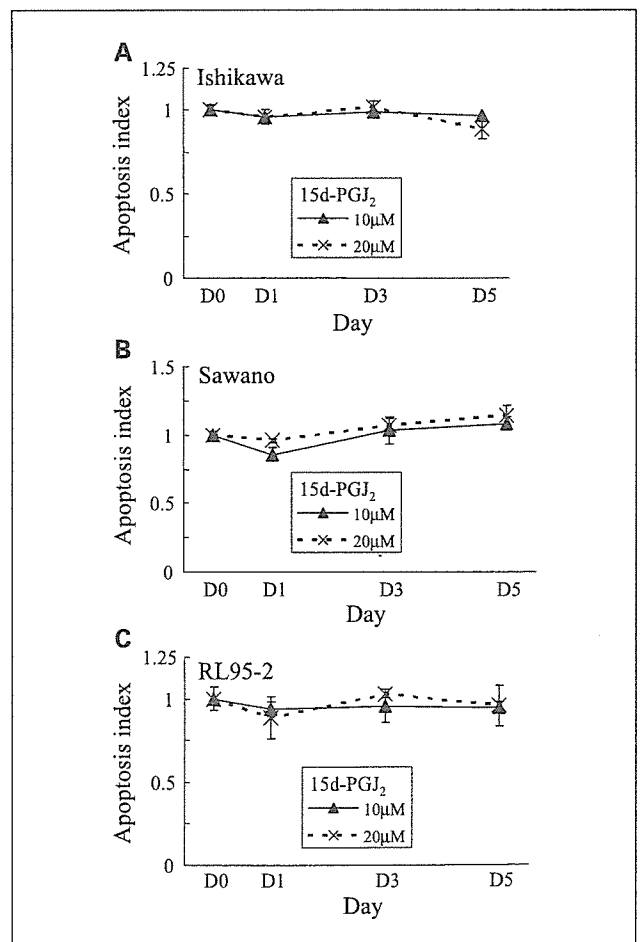 A
Ishikawa
Apoptosis index
1.25
1
0.5
0
15d-PGJ₂
10μM
20μM
D0 D1 D3 D5
Day
B
Sawano
Apoptosis index
1.5
1
0.5
0
15d-PGJ₂
10μM
20μM
D0 D1 D3 D5
Day
C
RL95-2
Apoptosis index
1.25
1
0.5
0
15d-PGJ₂
10μM
20μM
D0 D1 D3 D5
Day